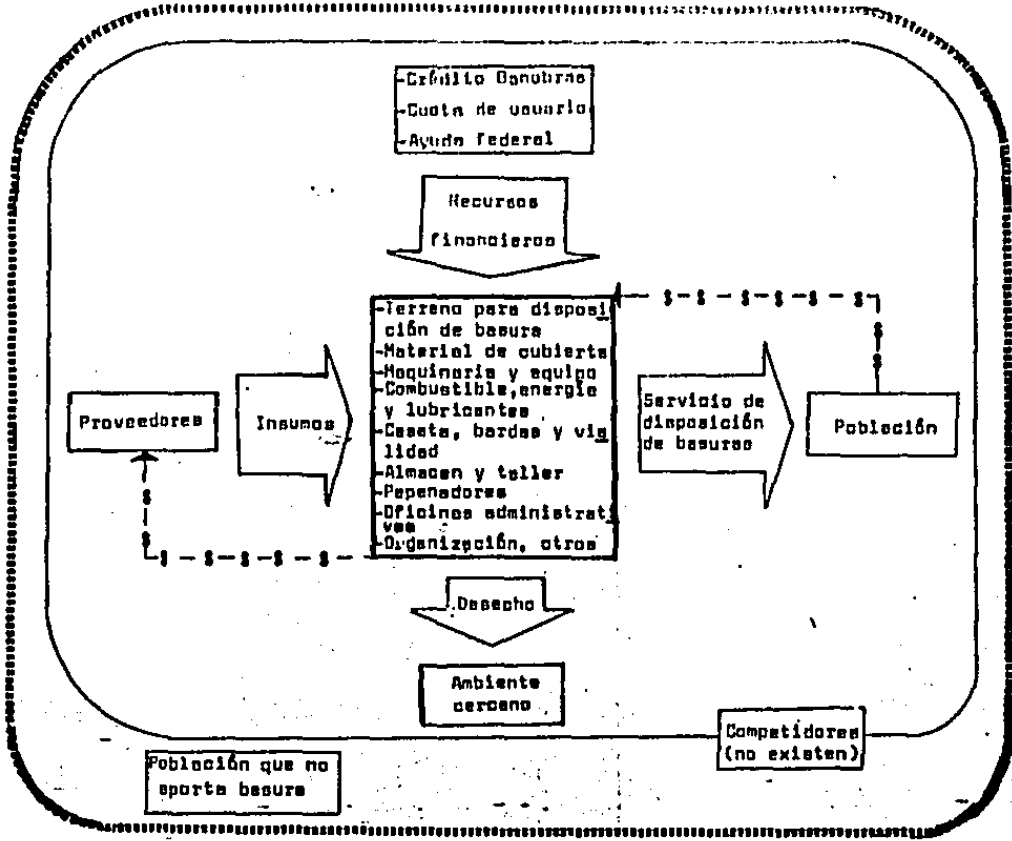 -Crédito Banobras
-Cuota de usuario
-Ayuda federal
Recursos
financieros
-Terreno para disposi
ción de basura
-Material de cubierta
-Maquinaria y equipo
-Combustible,energía
y lubricantes
-Caseta, bardas y via
lidad
-Almacen y taller
-Pepenadores
-Oficinas administrati
vas
-Organización, otros
Proveedores
Insumos
Servicio de
disposición
de basuras
Población
$ - $ - $ - $ - $ - $
$
$
$
$
$ - $ - $ - $ - $
Desecho
Ambiente
cercano
Competidores
(no existen)
Población que no
aporta basura